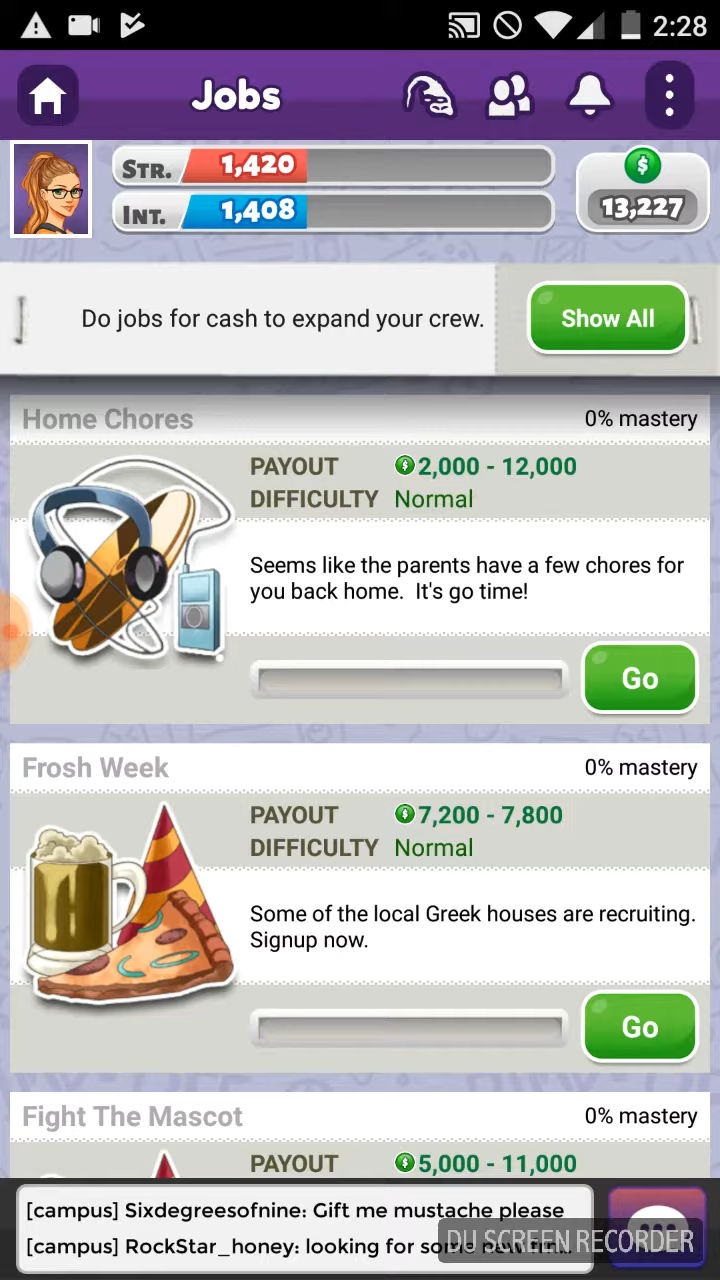 2:28
Jobs
STR. 1,420
INT. 1,408
13,227
Do jobs for cash to expand your crew.
Show All
Home Chores
0% mastery
PAYOUT 2,000 - 12,000
DIFFICULTY Normal
Seems like the parents have a few chores for
you back home. It's go time!
Go
Frosh Week
0% mastery
PAYOUT 7,200 - 7,800
DIFFICULTY Normal
Some of the local Greek houses are recruiting.
Signup now.
Go
Fight The Mascot
0% mastery
PAYOUT 5,000 - 11,000
[campus] Sixdegreesofnine: Gift me mustache please
[campus] RockStar_honey: looking for some new
DU SCREEN RECORDER